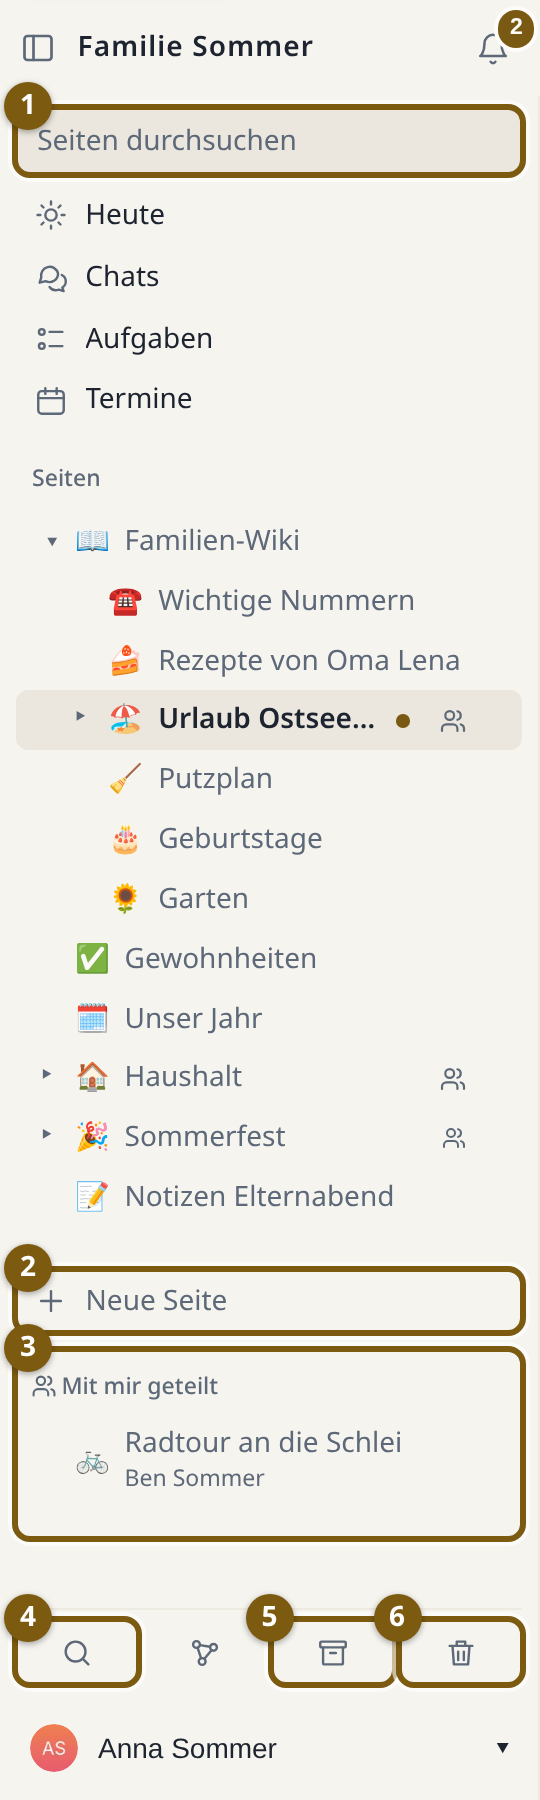 Familie Sommer
2
1
Seiten durchsuchen
Heute
Chats
Aufgaben
Termine
Seiten
Familien-Wiki
Wichtige Nummern
Rezepte von Oma Lena
Urlaub Ostsee...
Putzplan
Geburtstage
Garten
Gewohnheiten
Unser Jahr
Haushalt
Sommerfest
Notizen Elternabend
2
Neue Seite
3
Mit mir geteilt
Radtour an die Schlei
Ben Sommer
4 5 6
AS Anna Sommer